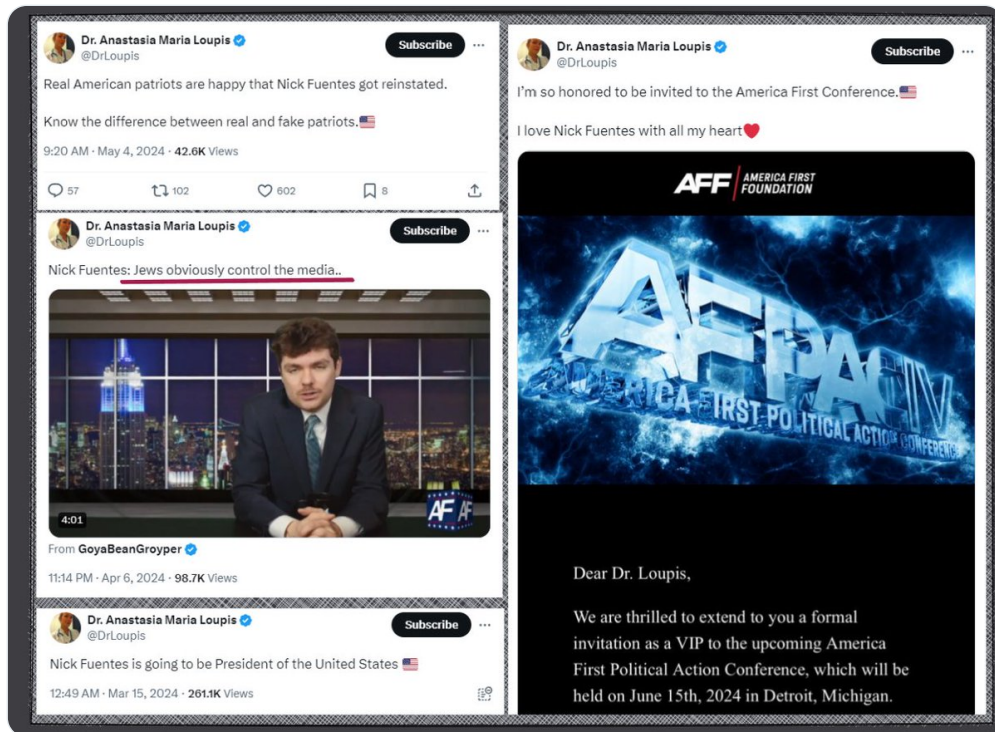 Dr. Anastasia Maria Loupis
@DrLoupis
Subscribe
Real American patriots are happy that Nick Fuentes got reinstated.
Know the difference between real and fake patriots.🇺🇸
9:20 AM · May 4, 2024 · 42.6K Views
57 102 602 8
Dr. Anastasia Maria Loupis
@DrLoupis
Subscribe
Nick Fuentes: Jews obviously control the media..
AF AF
4:01
From GoyaBeanGroyper
11:14 PM · Apr 6, 2024 · 98.7K Views
Dr. Anastasia Maria Loupis
@DrLoupis
Subscribe
Nick Fuentes is going to be President of the United States 🇺🇸
12:49 AM · Mar 15, 2024 · 261.1K Views
Dr. Anastasia Maria Loupis
@DrLoupis
Subscribe
I'm so honored to be invited to the America First Conference.🇺🇸
I love Nick Fuentes with all my heart❤️
AFF AMERICA FIRST
FOUNDATION
AFPAC IV
AMERICA FIRST POLITICAL ACTION CONFERENCE
Dear Dr. Loupis,
We are thrilled to extend to you a formal
invitation as a VIP to the upcoming America
First Political Action Conference, which will be
held on June 15th, 2024 in Detroit, Michigan.